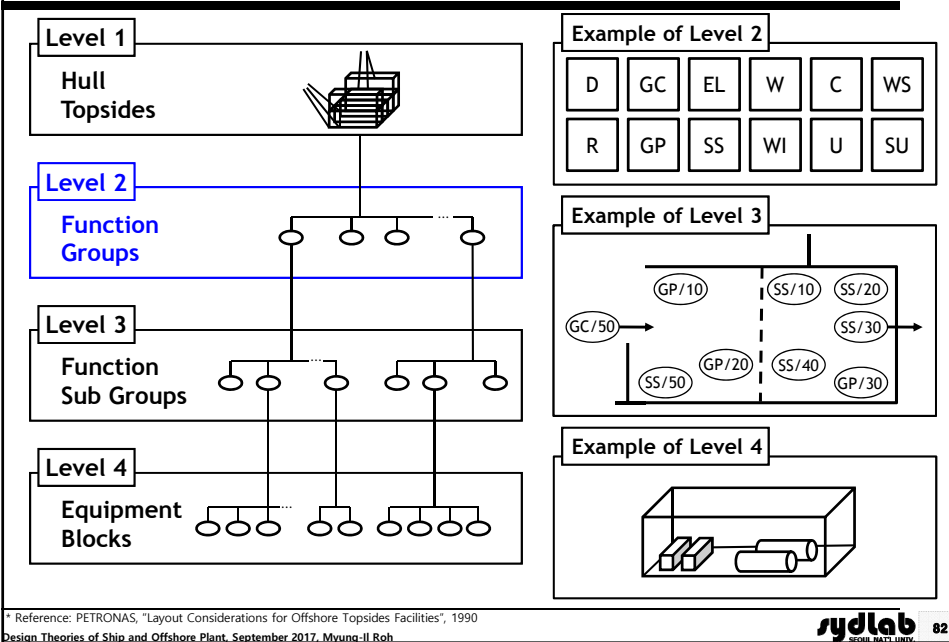 Level 1
Hull
Topsides
Level 2
Function
Groups
...
Level 3
Function
Sub Groups
...
Level 4
Equipment
Blocks
...
Example of Level 2
D GC EL W C WS
R GP SS WI U SU
Example of Level 3
GP/10 SS/10 SS/20
GC/50 SS/30
GP/20 SS/40
SS/50 GP/30
Example of Level 4
* Reference: PETRONAS, "Layout Considerations for Offshore Topsides Facilities", 1990
Design Theories of Ship and Offshore Plant, September 2017, Myung-Il Roh
sydlab
SEOUL NAT'L UNIV.
82